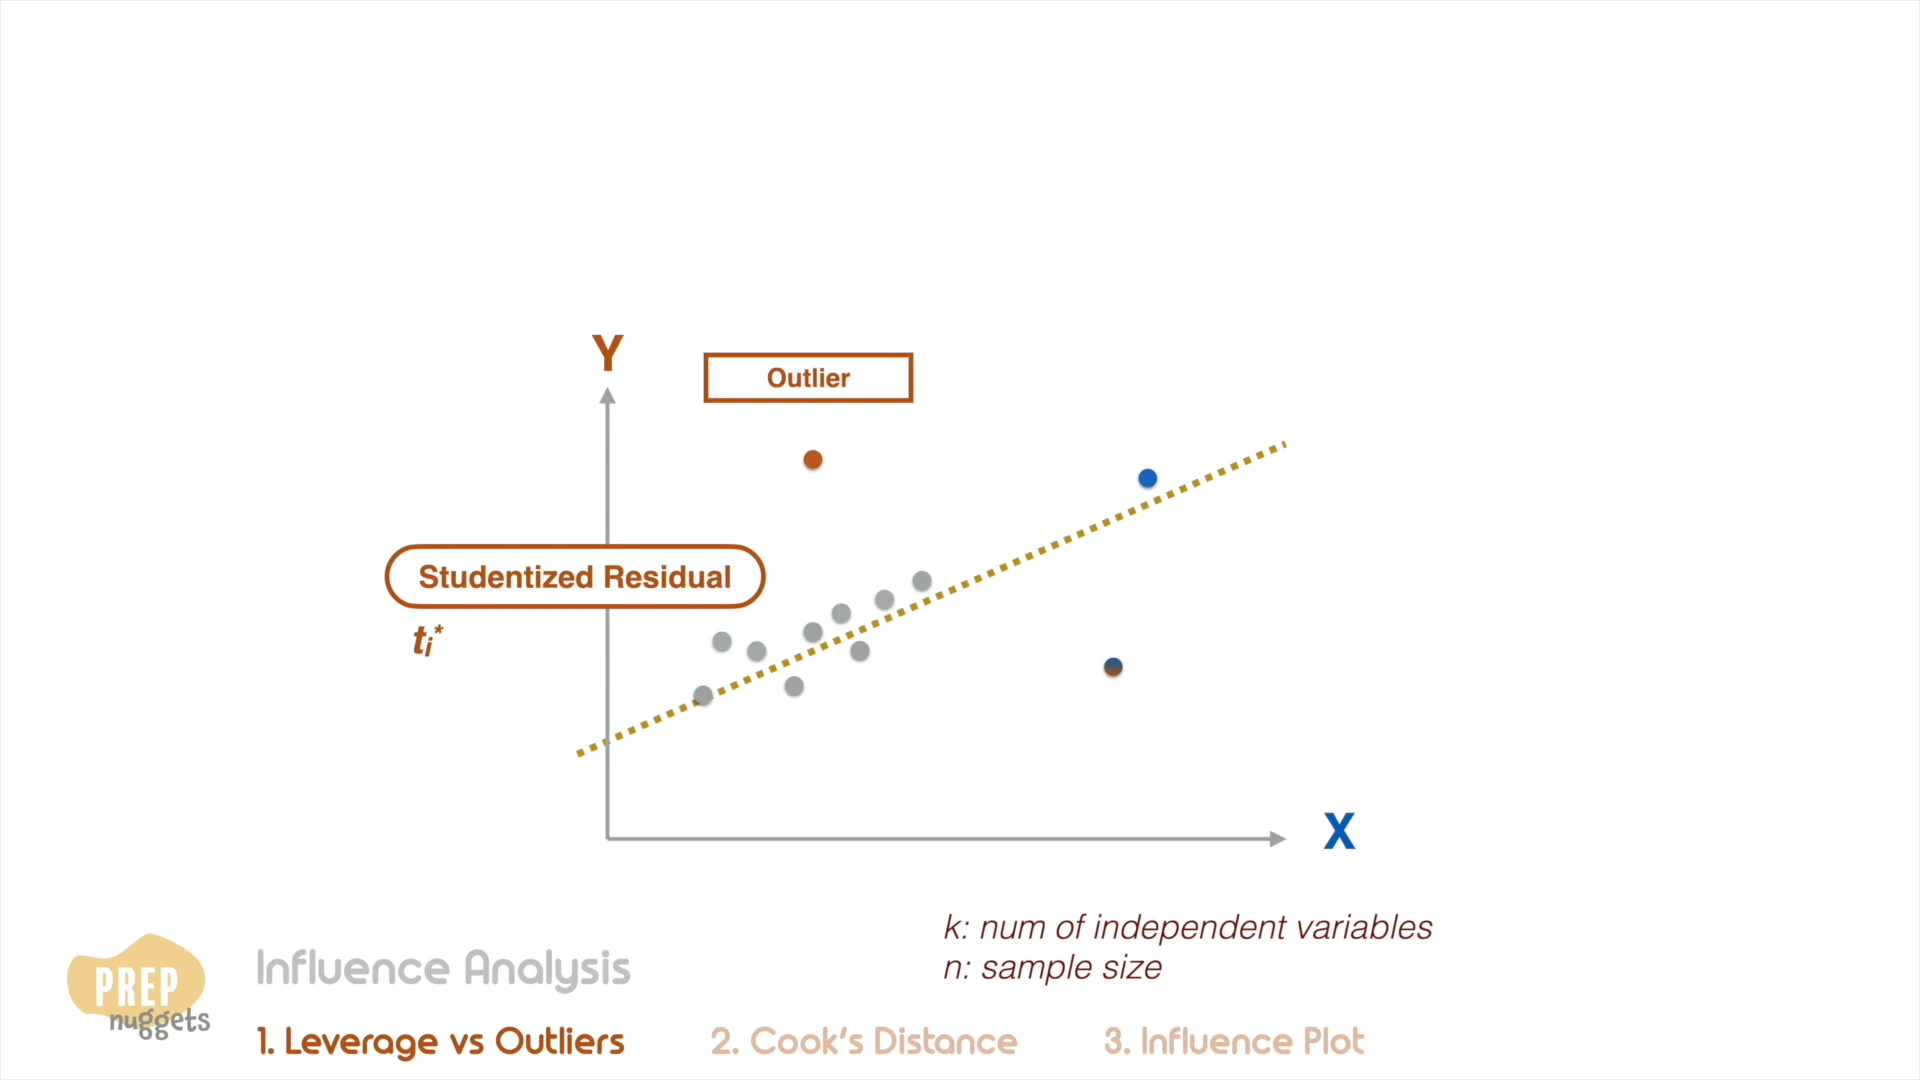 Y
Outlier
Studentized Residual
tᵢ*
X
k: num of independent variables
n: sample size
PREP
nuggets
Influence Analysis
1. Leverage vs Outliers
2. Cook's Distance
3. Influence Plot